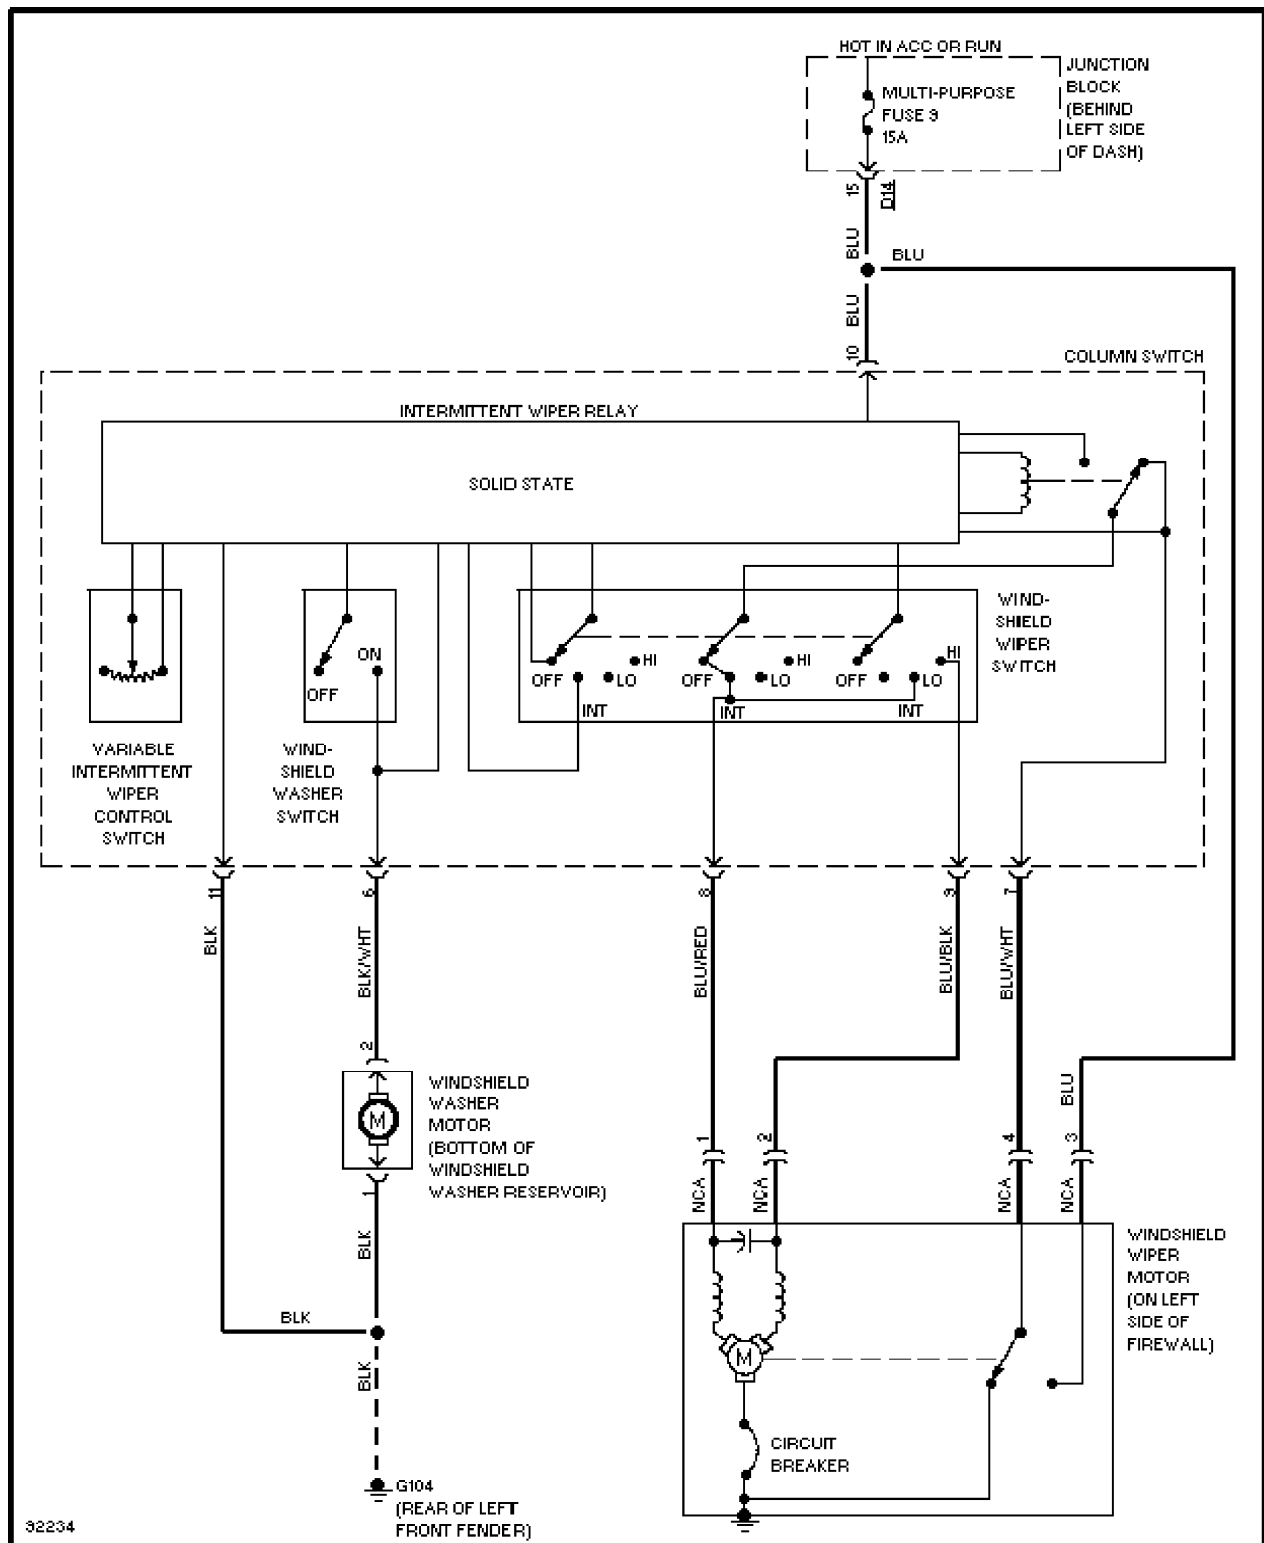 HOT IN ACC OR RUN
MULTI-PURPOSE
FUSE 9
15A
JUNCTION
BLOCK
(BEHIND
LEFT SIDE
OF DASH)
15
D14
BLU
BLU
BLU
10
COLUMN SWITCH
INTERMITTENT WIPER RELAY
SOLID STATE
ON
OFF
HI
OFF
LO
INT
HI
OFF
LO
INT
HI
OFF
LO
INT
WIND-
SHIELD
WIPER
SWITCH
VARIABLE
INTERMITTENT
WIPER
CONTROL
SWITCH
WIND-
SHIELD
WASHER
SWITCH
11
6
8
9
7
BLK
BLK/WHT
BLU/RED
BLU/BLK
BLU/WHT
2
M
WINDSHIELD
WASHER
MOTOR
(BOTTOM OF
WINDSHIELD
WASHER RESERVOIR)
1
BLK
BLU
1
2
4
3
NCA
NCA
NCA
NCA
BLK
BLK
M
CIRCUIT
BREAKER
WINDSHIELD
WIPER
MOTOR
(ON LEFT
SIDE OF
FIREWALL)
G104
(REAR OF LEFT
FRONT FENDER)
92234